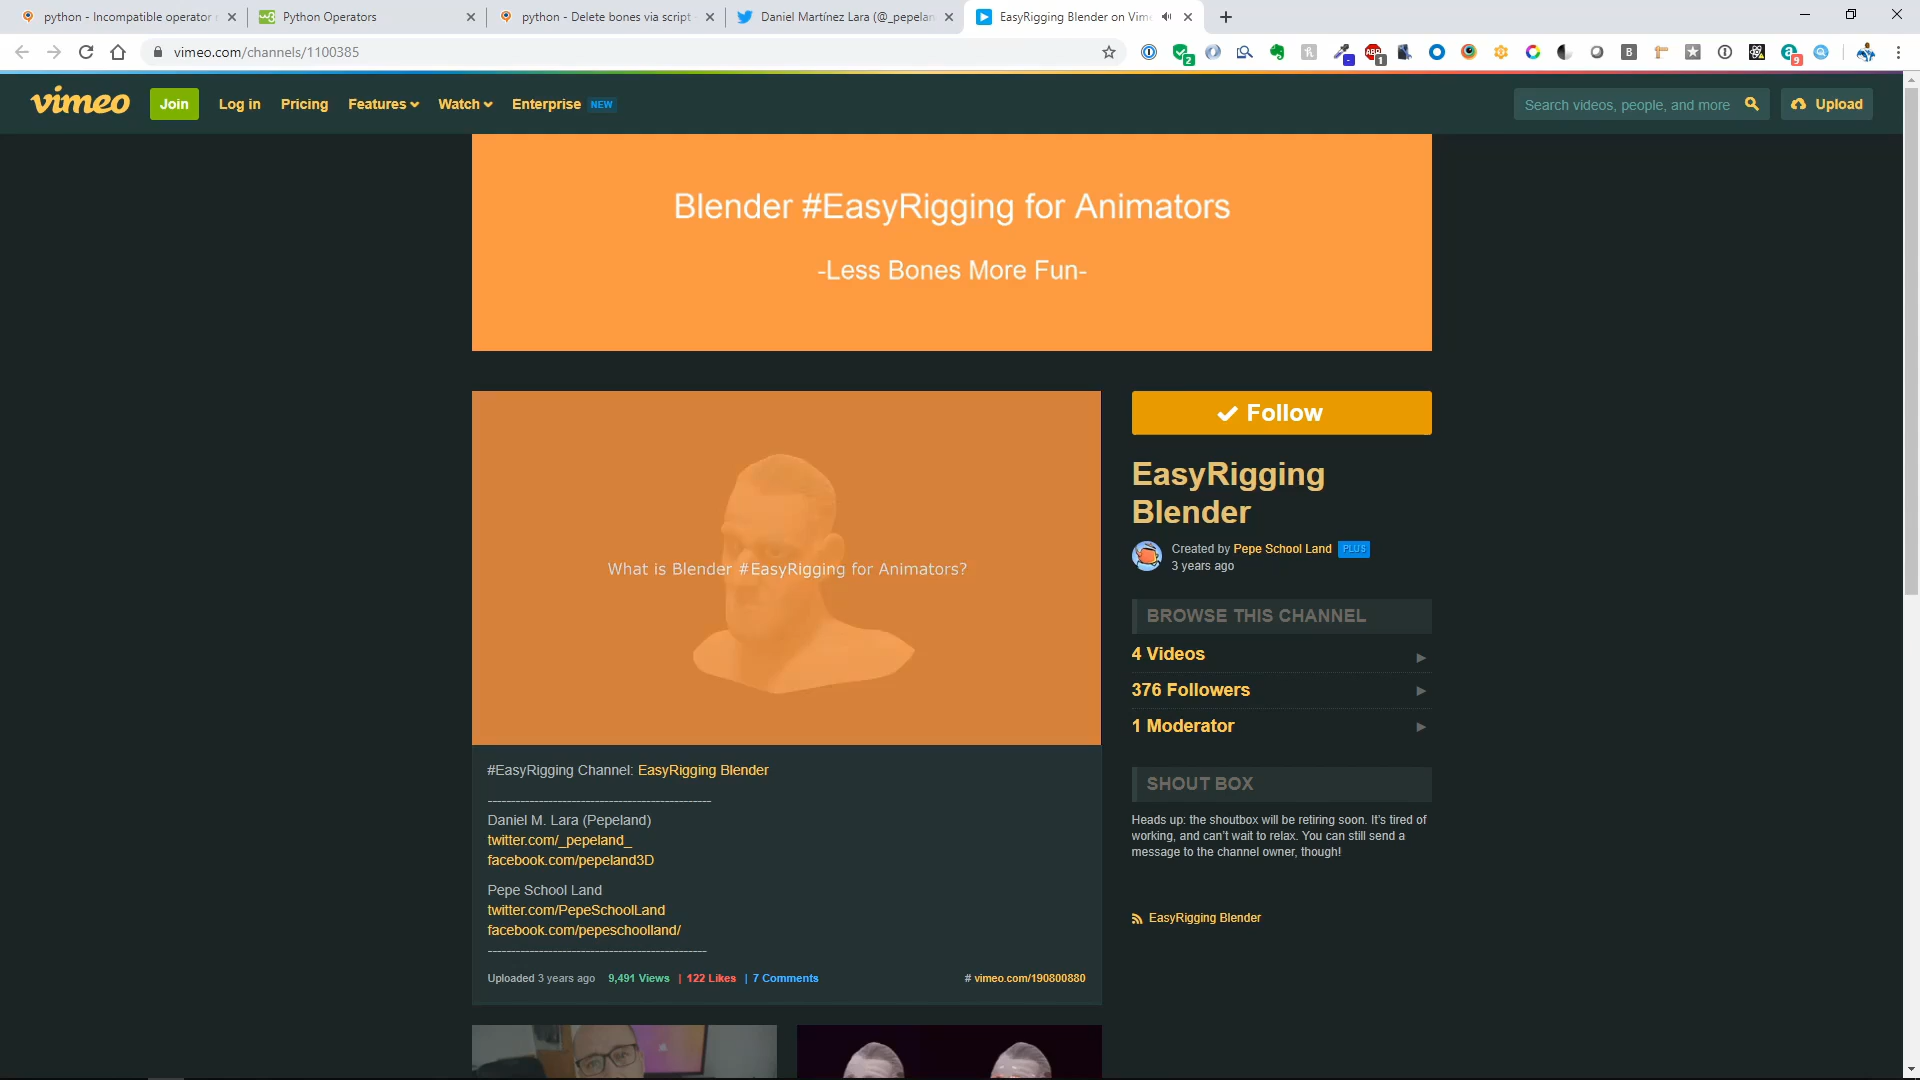 python - Incompatible operator
Python Operators
python - Delete bones via script
Daniel Martínez Lara (@_pepelan
EasyRigging Blender on Vim
vimeo.com/channels/1100385
2
ABP
1
B
9
vimeo
Join
Log in
Pricing
Features
Watch
Enterprise NEW
Search videos, people, and more
Upload
Blender #EasyRigging for Animators
-Less Bones More Fun-
What is Blender #EasyRigging for Animators?
Follow
EasyRigging
Blender
Created by Pepe School Land PLUS
3 years ago
BROWSE THIS CHANNEL
4 Videos
376 Followers
1 Moderator
SHOUT BOX
Heads up: the shoutbox will be retiring soon. It's tired of
working, and can't wait to relax. You can still send a
message to the channel owner, though!
EasyRigging Blender
#EasyRigging Channel: EasyRigging Blender
Daniel M. Lara (Pepeland)
twitter.com/_pepeland_
facebook.com/pepeland3D
Pepe School Land
twitter.com/PepeSchoolLand
facebook.com/pepeschoolland/
Uploaded 3 years ago 9,491 Views | 122 Likes | 7 Comments # vimeo.com/190800880